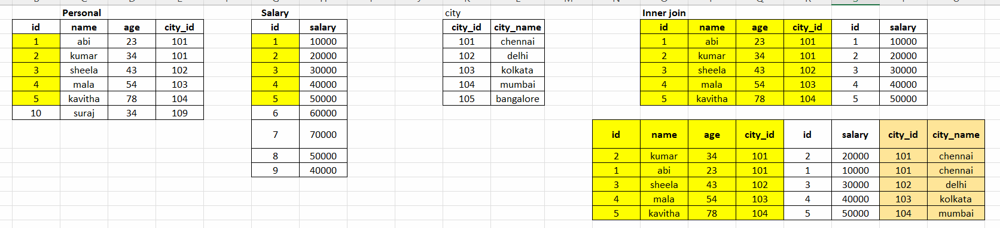 Personal Salary city Inner join
id name age city_id id salary city_id city_name id name age city_id id salary
1 abi 23 101 1 10000 101 chennai 1 abi 23 101 1 10000
2 kumar 34 101 2 20000 102 delhi 2 kumar 34 101 2 20000
3 sheela 43 102 3 30000 103 kolkata 3 sheela 43 102 3 30000
4 mala 54 103 4 40000 104 mumbai 4 mala 54 103 4 40000
5 kavitha 78 104 5 50000 105 bangalore 5 kavitha 78 104 5 50000
10 suraj 34 109 6 60000
7 70000 id name age city_id id salary city_id city_name
8 50000 2 kumar 34 101 2 20000 101 chennai
9 40000 1 abi 23 101 1 10000 101 chennai
3 sheela 43 102 3 30000 102 delhi
4 mala 54 103 4 40000 103 kolkata
5 kavitha 78 104 5 50000 104 mumbai